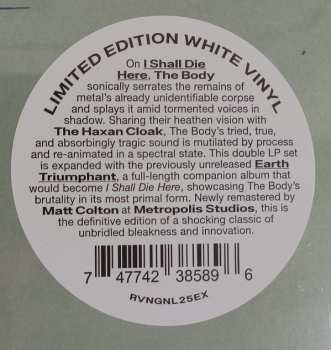 LIMITED EDITION WHITE VINYL
On I Shall Die
Here, The Body
sonically serrates the remains of
metal's already unidentifiable corpse
and splays it amid tormented voices in
shadow. Sharing their heathen vision with
The Haxan Cloak, The Body's tried, true,
and absorbingly tragic sound is mutilated by process
and re-animated in a spectral state. This double LP set
is expanded with the previously unreleased Earth
Triumphant, a full-length companion album that
would become I Shall Die Here, showcasing The Body's
brutality in its most primal form. Newly remastered by
Matt Colton at Metropolis Studios, this is
the definitive edition of a shocking classic of
unbridled bleakness and innovation.
7 47742 38589 6
RVNGNL25EX